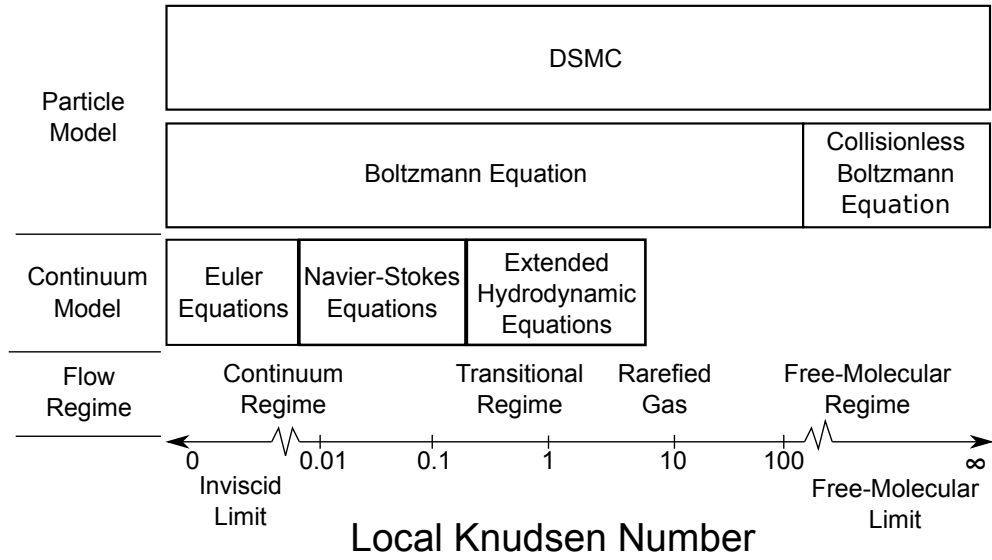 DSMC
Particle
Model
Boltzmann Equation
Collisionless
Boltzmann
Equation
Continuum
Model
Euler
Equations
Navier-Stokes
Equations
Extended
Hydrodynamic
Equations
Flow
Regime
Continuum
Regime
Transitional
Regime
Rarefied
Gas
Free-Molecular
Regime
0 0.01 0.1 1 10 100 ∞
Inviscid
Limit
Free-Molecular
Limit
Local Knudsen Number